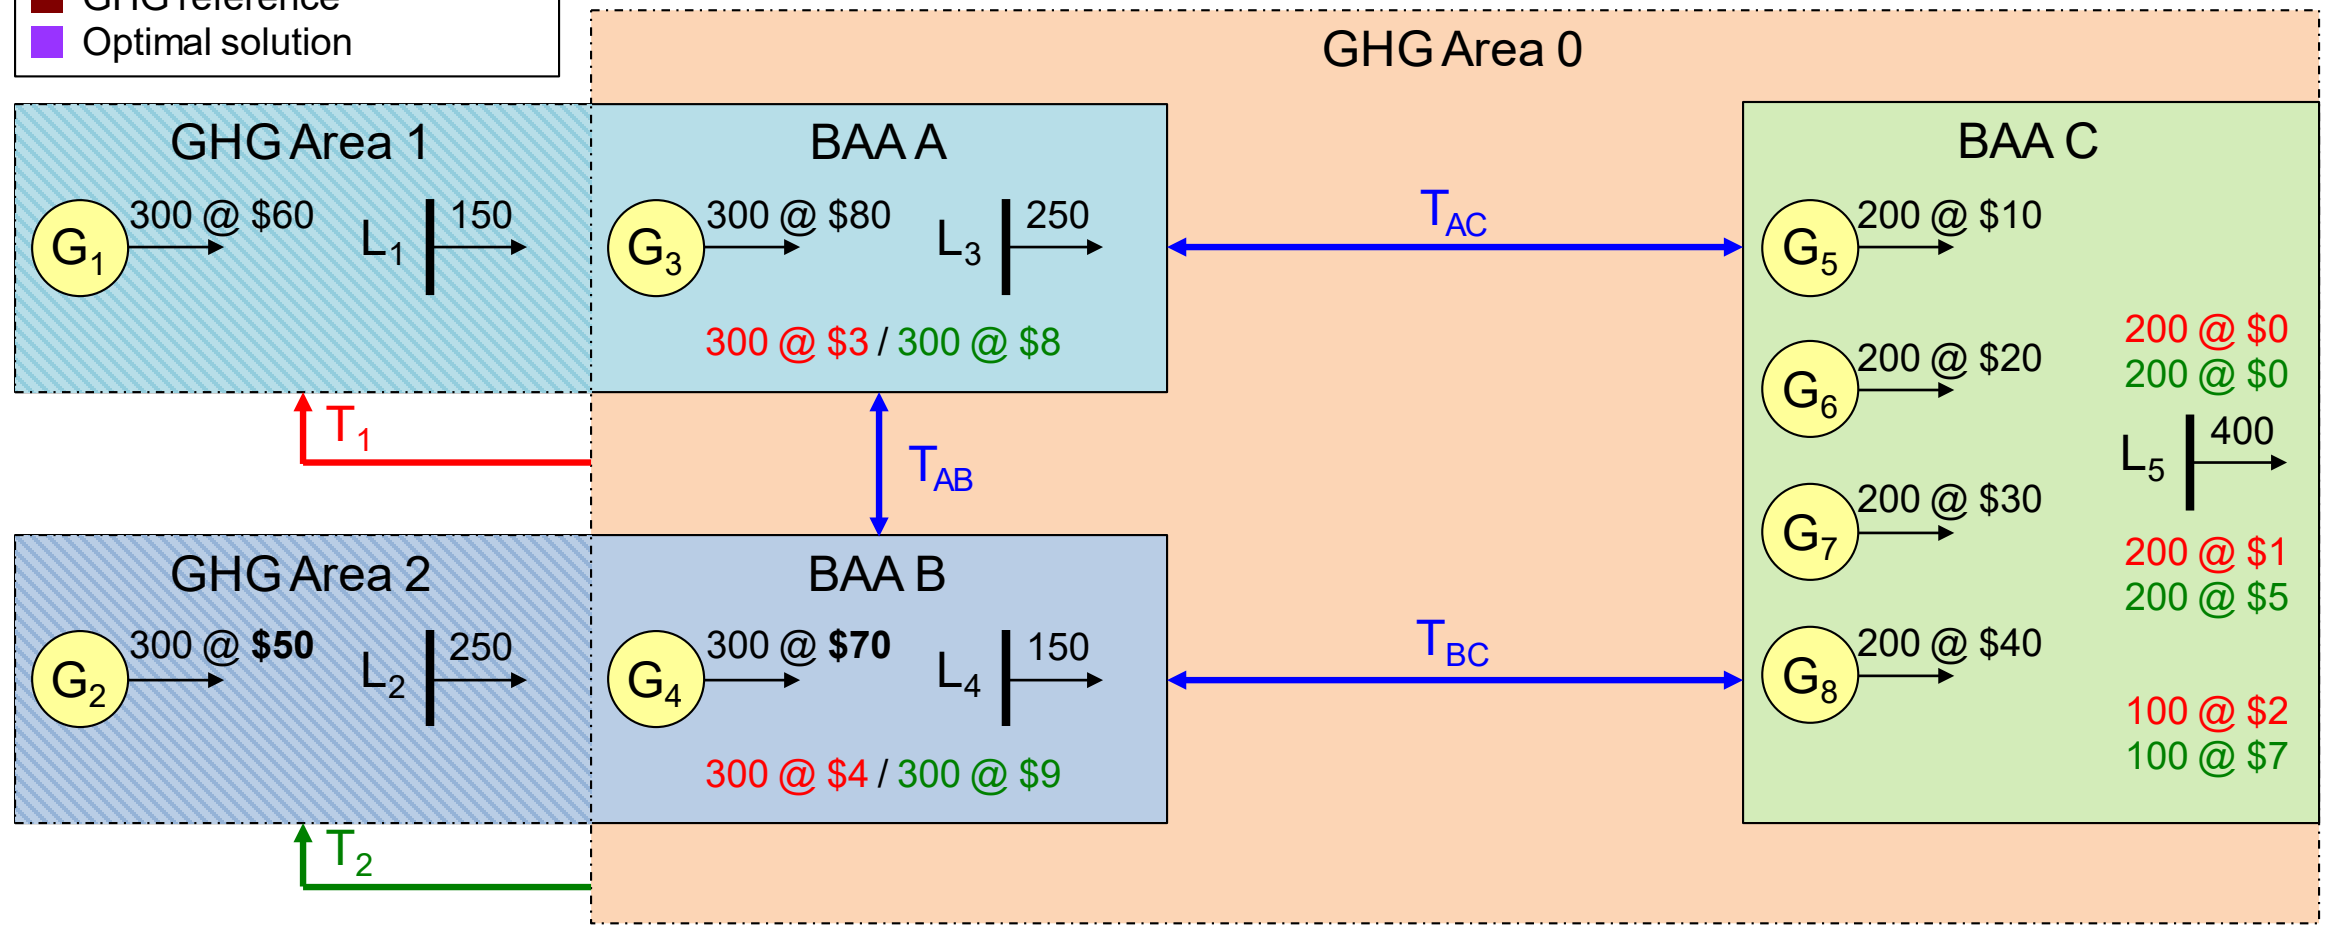 GHG reference
Optimal solution
GHG Area 0
GHG Area 1
G1
300 @ $60
L1
150
BAA A
G3
300 @ $80
L3
250
300 @ $3 / 300 @ $8
T1
TAB
TAC
GHG Area 2
G2
300 @ $50
L2
250
BAA B
G4
300 @ $70
L4
150
300 @ $4 / 300 @ $9
T2
TBC
BAA C
G5
200 @ $10
200 @ $0
200 @ $0
G6
200 @ $20
L5
400
G7
200 @ $30
200 @ $1
200 @ $5
G8
200 @ $40
100 @ $2
100 @ $7